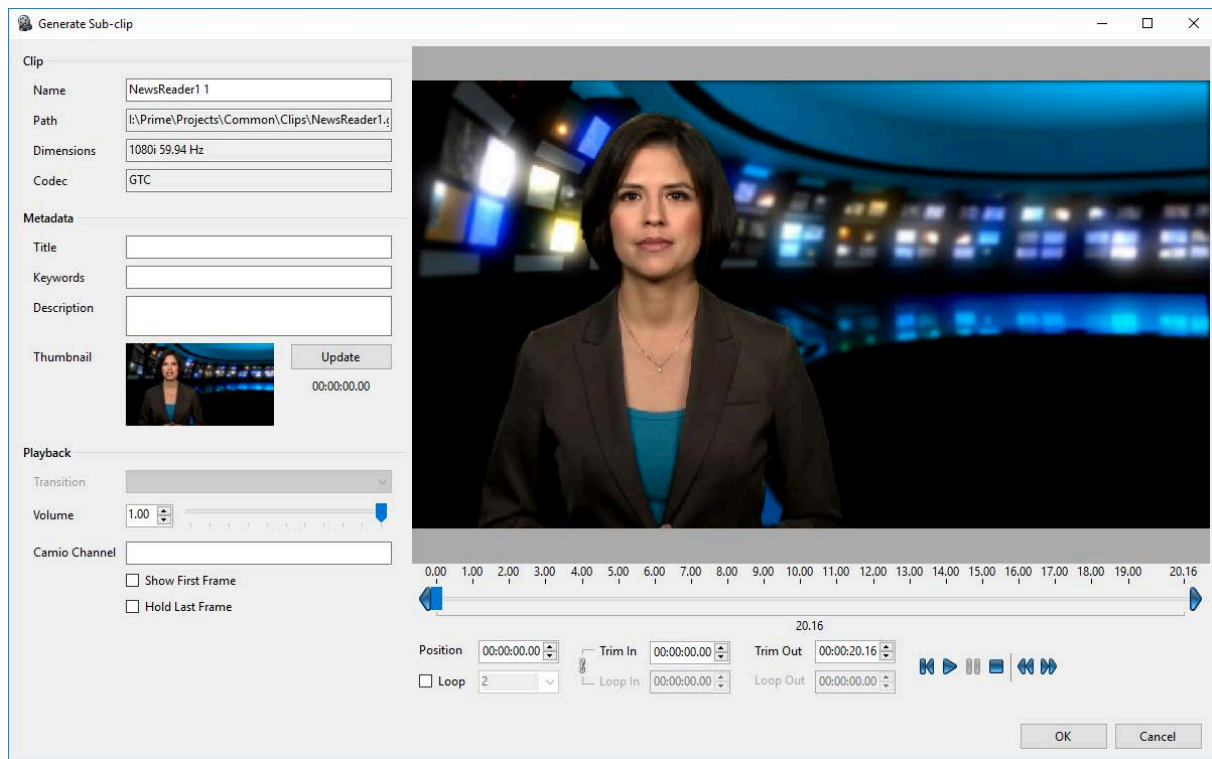 Generate Sub-clip
Clip
Name NewsReader1 1
Path I:\Prime\Projects\Common\Clips\NewsReader1.g
Dimensions 1080i 59.94 Hz
Codec GTC
Metadata
Title
Keywords
Description
Thumbnail Update
00:00:00.00
Playback
Transition
Volume 1.00
Camio Channel
Show First Frame
Hold Last Frame
0.00 1.00 2.00 3.00 4.00 5.00 6.00 7.00 8.00 9.00 10.00 11.00 12.00 13.00 14.00 15.00 16.00 17.00 18.00 19.00 20.16
20.16
Position 00:00:00.00 Trim In 00:00:00.00 Trim Out 00:00:20.16
Loop 2 Loop In 00:00:00.00 Loop Out 00:00:00.00
OK Cancel